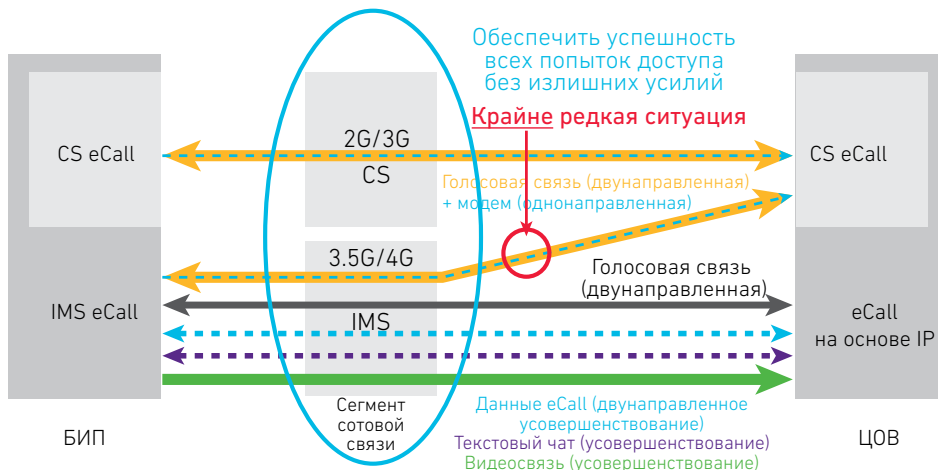 Обеспечить успешность
всех попыток доступа
без излишних усилий
Крайне редкая ситуация
2G/3G
CS
CS eCall
CS eCall
Голосовая связь (двунаправленная)
+ модем (однонаправленная)
3.5G/4G
Голосовая связь
(двунаправленная)
IMS eCall
IMS
eCall
на основе IP
Сегмент
сотовой
связи
Данные eCall (двунаправленное
усовершенствование)
Текстовый чат (усовершенствование)
Видеосвязь (усовершенствование)
БИП
ЦОВ